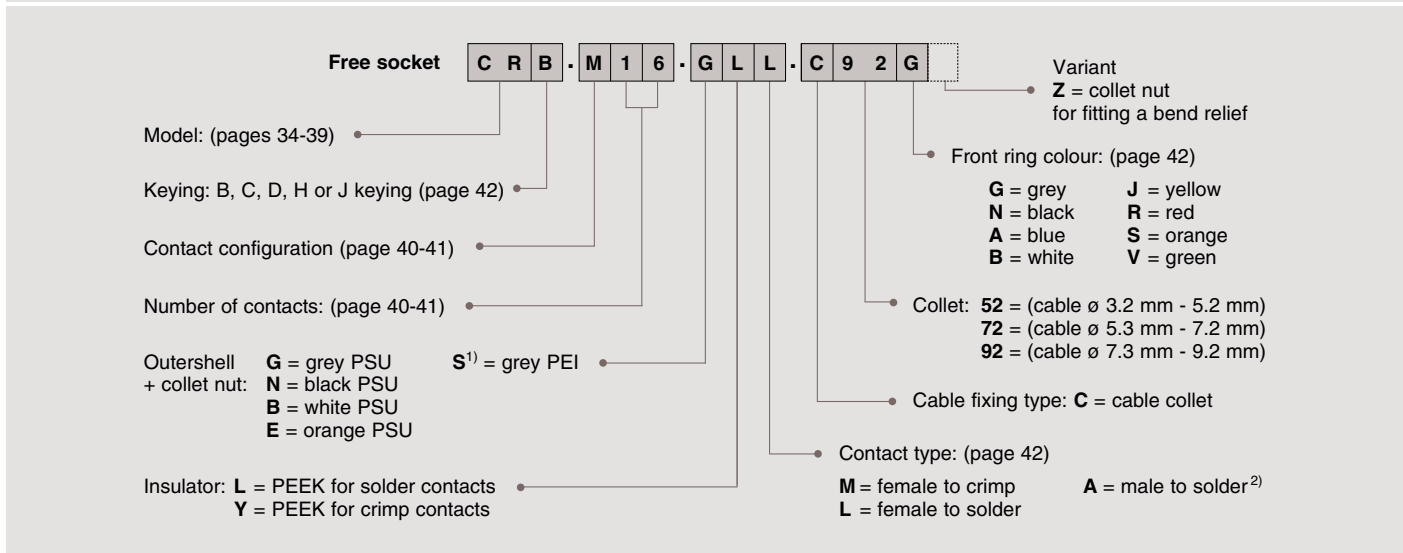 Free socket CRB.M16.GLL.C92G
Variant
Z = collet nut
for fitting a bend relief
Model: (pages 34-39)
Front ring colour: (page 42)
G = grey J = yellow
N = black R = red
A = blue S = orange
B = white V = green
Keying: B, C, D, H or J keying (page 42)
Contact configuration (page 40-41)
Number of contacts: (page 40-41)
Collet: 52 = (cable ø 3.2 mm - 5.2 mm)
72 = (cable ø 5.3 mm - 7.2 mm)
92 = (cable ø 7.3 mm - 9.2 mm)
Outershell G = grey PSU S1) = grey PEI
+ collet nut: N = black PSU
B = white PSU
E = orange PSU
Cable fixing type: C = cable collet
Contact type: (page 42)
M = female to crimp A = male to solder2)
L = female to solder
Insulator: L = PEEK for solder contacts
Y = PEEK for crimp contacts